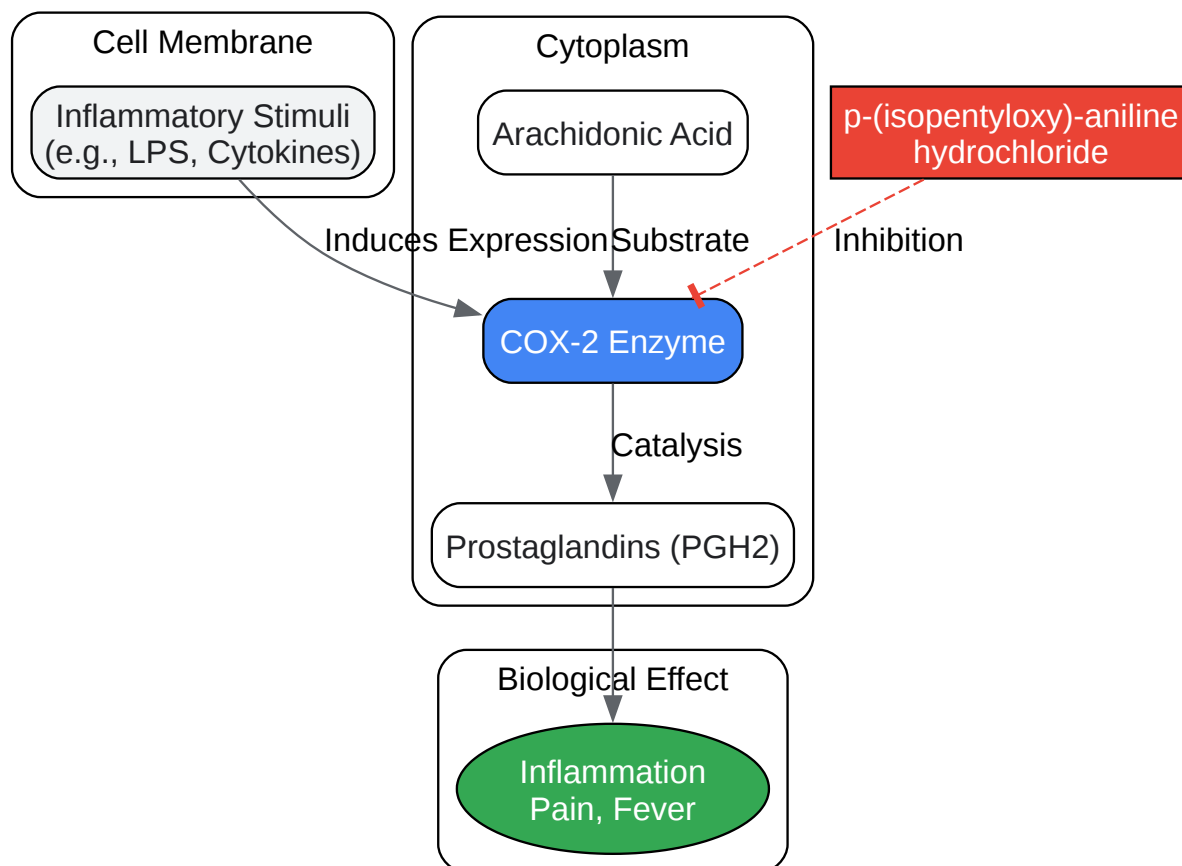 Cell Membrane
Inflammatory Stimuli
(e.g., LPS, Cytokines)
Cytoplasm
Arachidonic Acid
p-(isopentyloxy)-aniline
hydrochloride
Induces Expression
Substrate
Inhibition
COX-2 Enzyme
Catalysis
Prostaglandins (PGH2)
Biological Effect
Inflammation
Pain, Fever